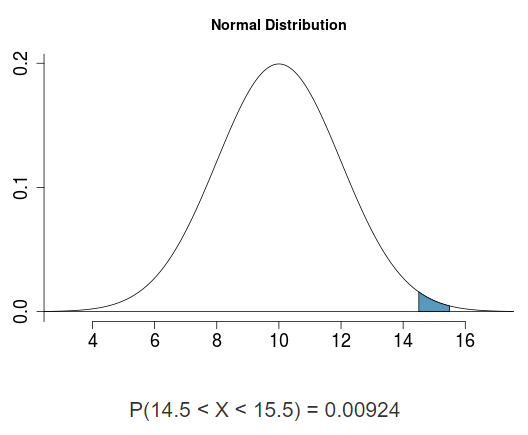 Normal Distribution
0.2
0.1
0.0
4 6 8 10 12 14 16
P(14.5 < X < 15.5) = 0.00924